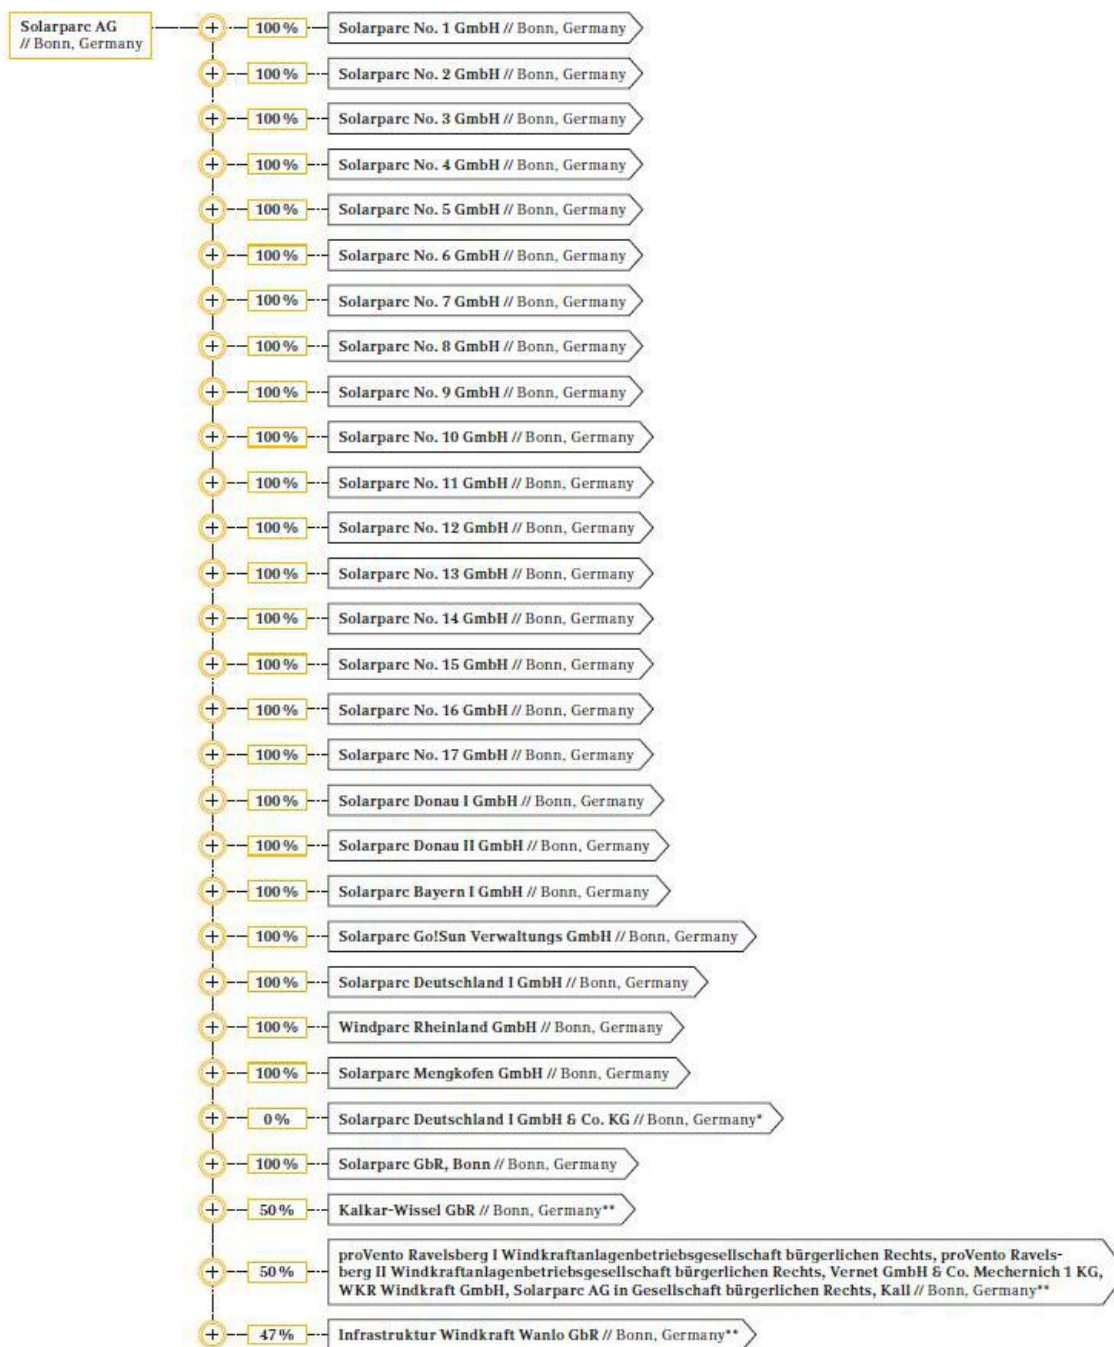 Solarparc AG
// Bonn, Germany
100 % Solarparc No. 1 GmbH // Bonn, Germany
100 % Solarparc No. 2 GmbH // Bonn, Germany
100 % Solarparc No. 3 GmbH // Bonn, Germany
100 % Solarparc No. 4 GmbH // Bonn, Germany
100 % Solarparc No. 5 GmbH // Bonn, Germany
100 % Solarparc No. 6 GmbH // Bonn, Germany
100 % Solarparc No. 7 GmbH // Bonn, Germany
100 % Solarparc No. 8 GmbH // Bonn, Germany
100 % Solarparc No. 9 GmbH // Bonn, Germany
100 % Solarparc No. 10 GmbH // Bonn, Germany
100 % Solarparc No. 11 GmbH // Bonn, Germany
100 % Solarparc No. 12 GmbH // Bonn, Germany
100 % Solarparc No. 13 GmbH // Bonn, Germany
100 % Solarparc No. 14 GmbH // Bonn, Germany
100 % Solarparc No. 15 GmbH // Bonn, Germany
100 % Solarparc No. 16 GmbH // Bonn, Germany
100 % Solarparc No. 17 GmbH // Bonn, Germany
100 % Solarparc Donau I GmbH // Bonn, Germany
100 % Solarparc Donau II GmbH // Bonn, Germany
100 % Solarparc Bayern I GmbH // Bonn, Germany
100 % Solarparc Go!Sun Verwaltungs GmbH // Bonn, Germany
100 % Solarparc Deutschland I GmbH // Bonn, Germany
100 % Windparc Rheinland GmbH // Bonn, Germany
100 % Solarparc Mengkofen GmbH // Bonn, Germany
0 % Solarparc Deutschland I GmbH & Co. KG // Bonn, Germany*
100 % Solarparc GbR, Bonn // Bonn, Germany
50 % Kalkar-Wissel GbR // Bonn, Germany**
proVento Ravelsberg I Windkraftanlagenbetriebsgesellschaft bürgerlichen Rechts, proVento Ravels-
50 % berg II Windkraftanlagenbetriebsgesellschaft bürgerlichen Rechts, Vernet GmbH & Co. Mechernich 1 KG,
WKR Windkraft GmbH, Solarparc AG in Gesellschaft bürgerlichen Rechts, Kall // Bonn, Germany**
47 % Infrastruktur Windkraft Wanlo GbR // Bonn, Germany**